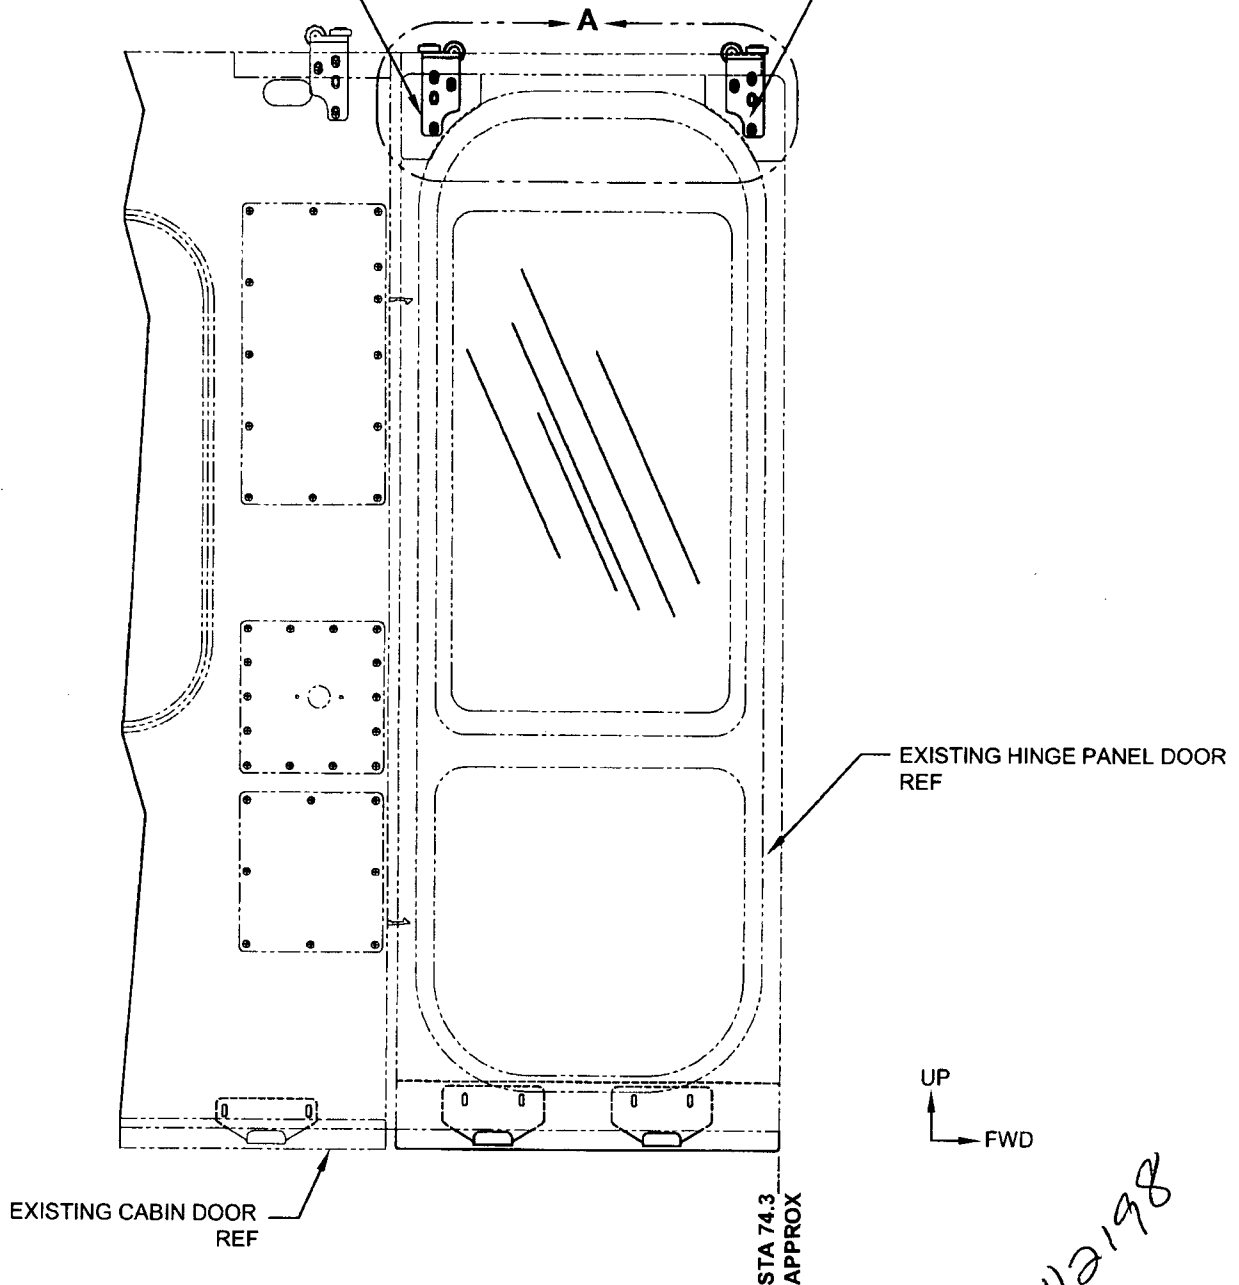 A
EXISTING HINGE PANEL DOOR
REF
UP
FWD
EXISTING CABIN DOOR
REF
STA 74.3
APPROX